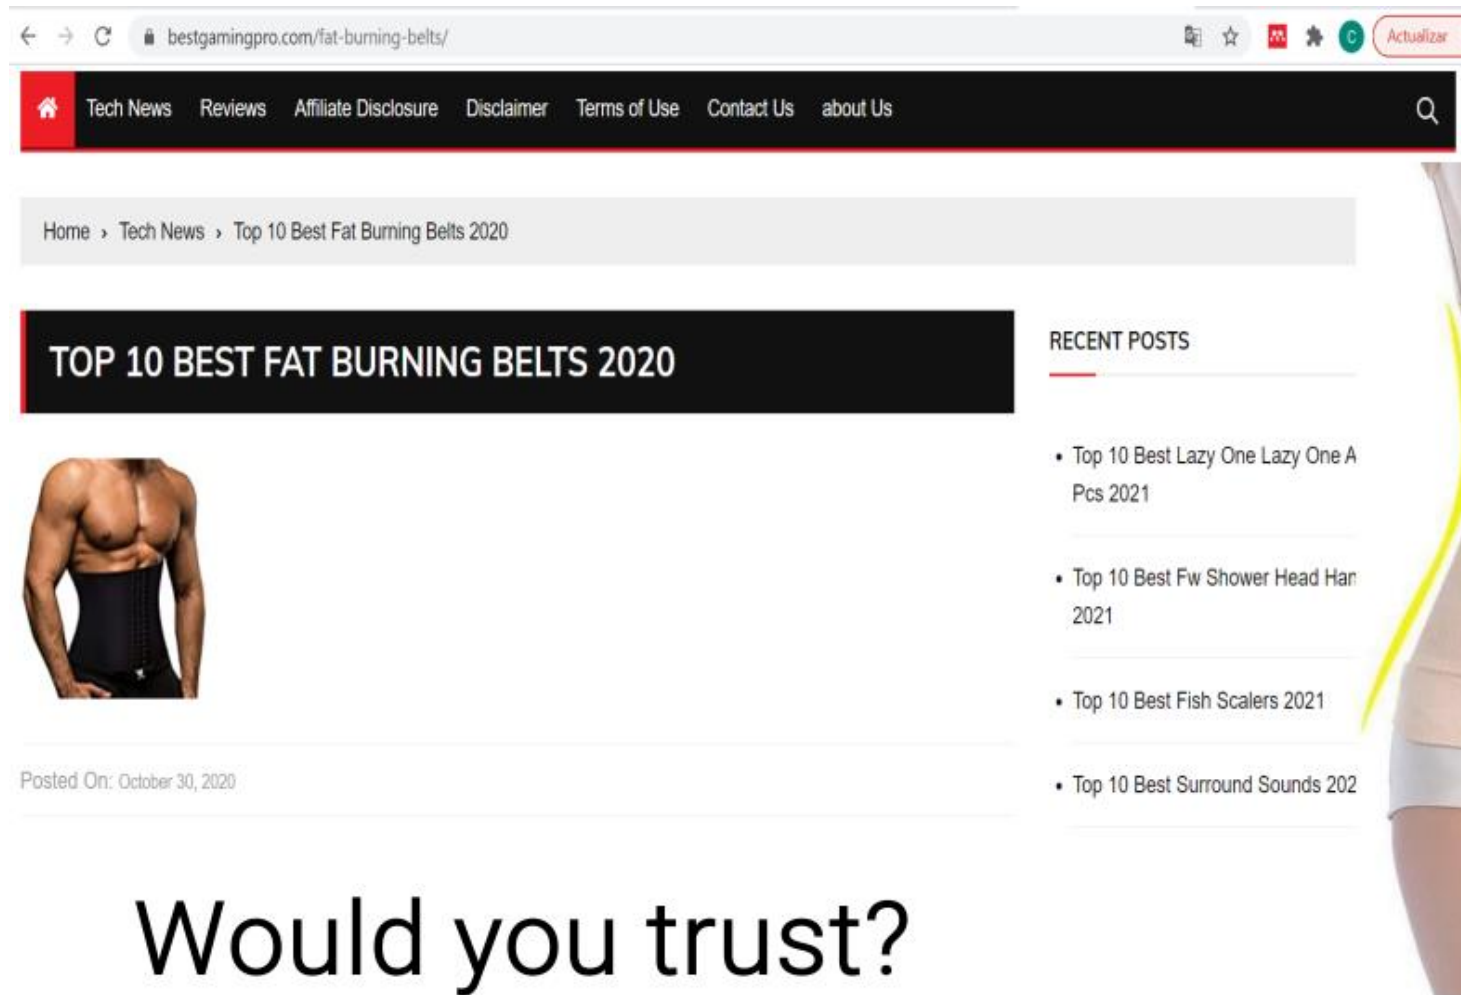 bestgamingpro.com/fat-burning-belts/
Actualizar
Tech News Reviews Affiliate Disclosure Disclaimer Terms of Use Contact Us about Us
Home › Tech News › Top 10 Best Fat Burning Belts 2020
TOP 10 BEST FAT BURNING BELTS 2020
Posted On: October 30, 2020
RECENT POSTS
• Top 10 Best Lazy One Lazy One A
Pcs 2021
• Top 10 Best Fw Shower Head Han
2021
• Top 10 Best Fish Scalers 2021
• Top 10 Best Surround Sounds 202
Would you trust?